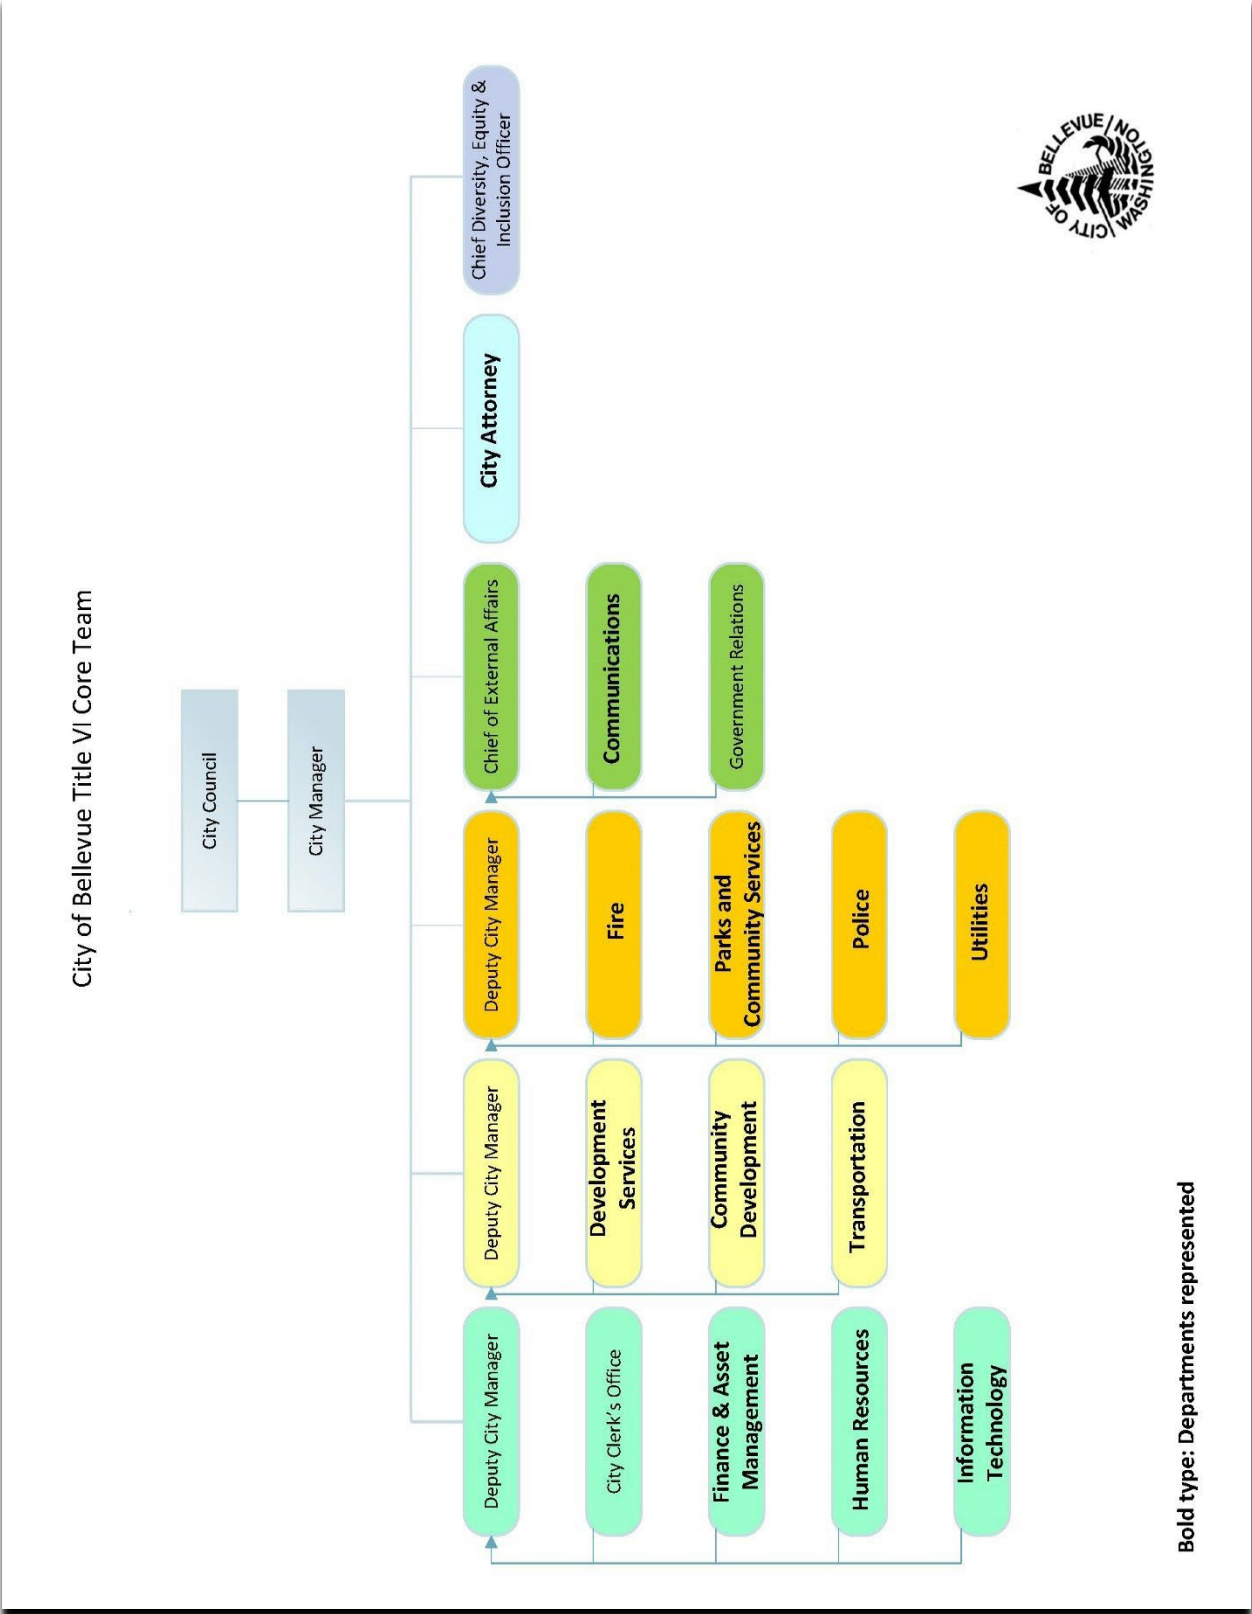 City of Bellevue Title VI Core Team
City Council
City Manager
Deputy City Manager
Deputy City Manager
Deputy City Manager
Chief of External Affairs
City Attorney
Chief Diversity, Equity &
Inclusion Officer
City Clerk's Office
Development
Services
Fire
Communications
Finance & Asset
Management
Community
Development
Parks and
Community Services
Government Relations
Human Resources
Transportation
Police
Information
Technology
Utilities
Bold type: Departments represented
CITY OF BELLEVUE
WASHINGTON